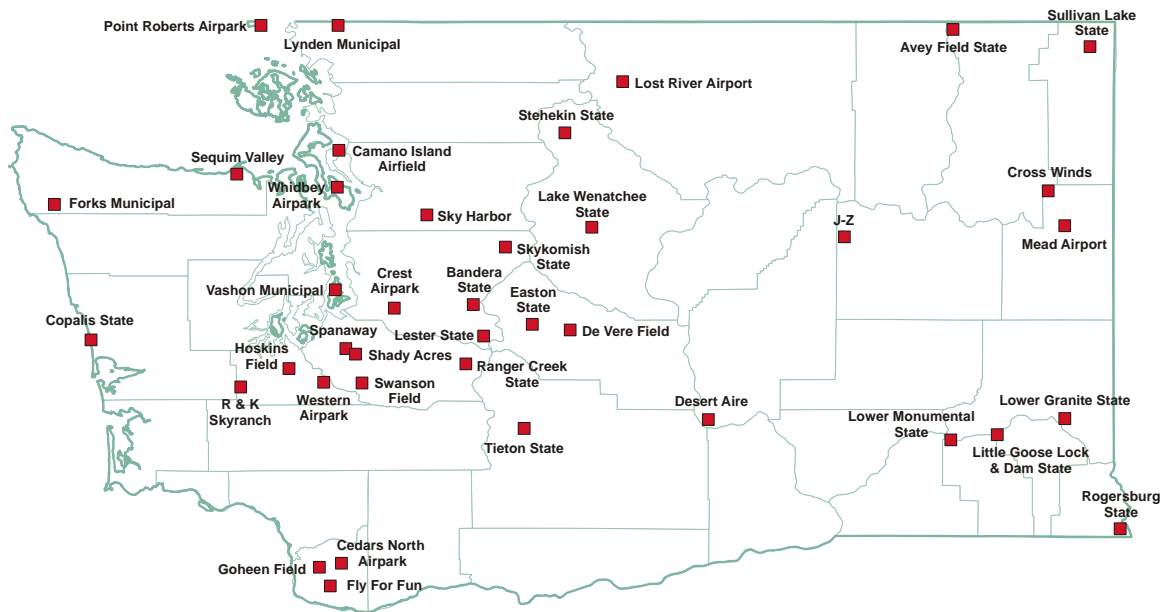 Sullivan Lake
State
Point Roberts Airpark
Lynden Municipal
Avey Field State
Lost River Airport
Stehekin State
Camano Island
Airfield
Sequim Valley
Whidbey
Airpark
Cross Winds
Forks Municipal
Lake Wenatchee
State
Sky Harbor
J-Z
Mead Airport
Skykomish
State
Crest
Airpark
Bandera
State
Easton
State
Vashon Municipal
Copalis State
Spanaway
Lester State
De Vere Field
Hoskins
Field
Shady Acres
Ranger Creek
State
Swanson
Field
Western
Airpark
R & K
Skyranch
Desert Aire
Lower Granite State
Lower Monumental
State
Tieton State
Little Goose Lock
& Dam State
Rogersburg
State
Cedars North
Airpark
Goheen Field
Fly For Fun